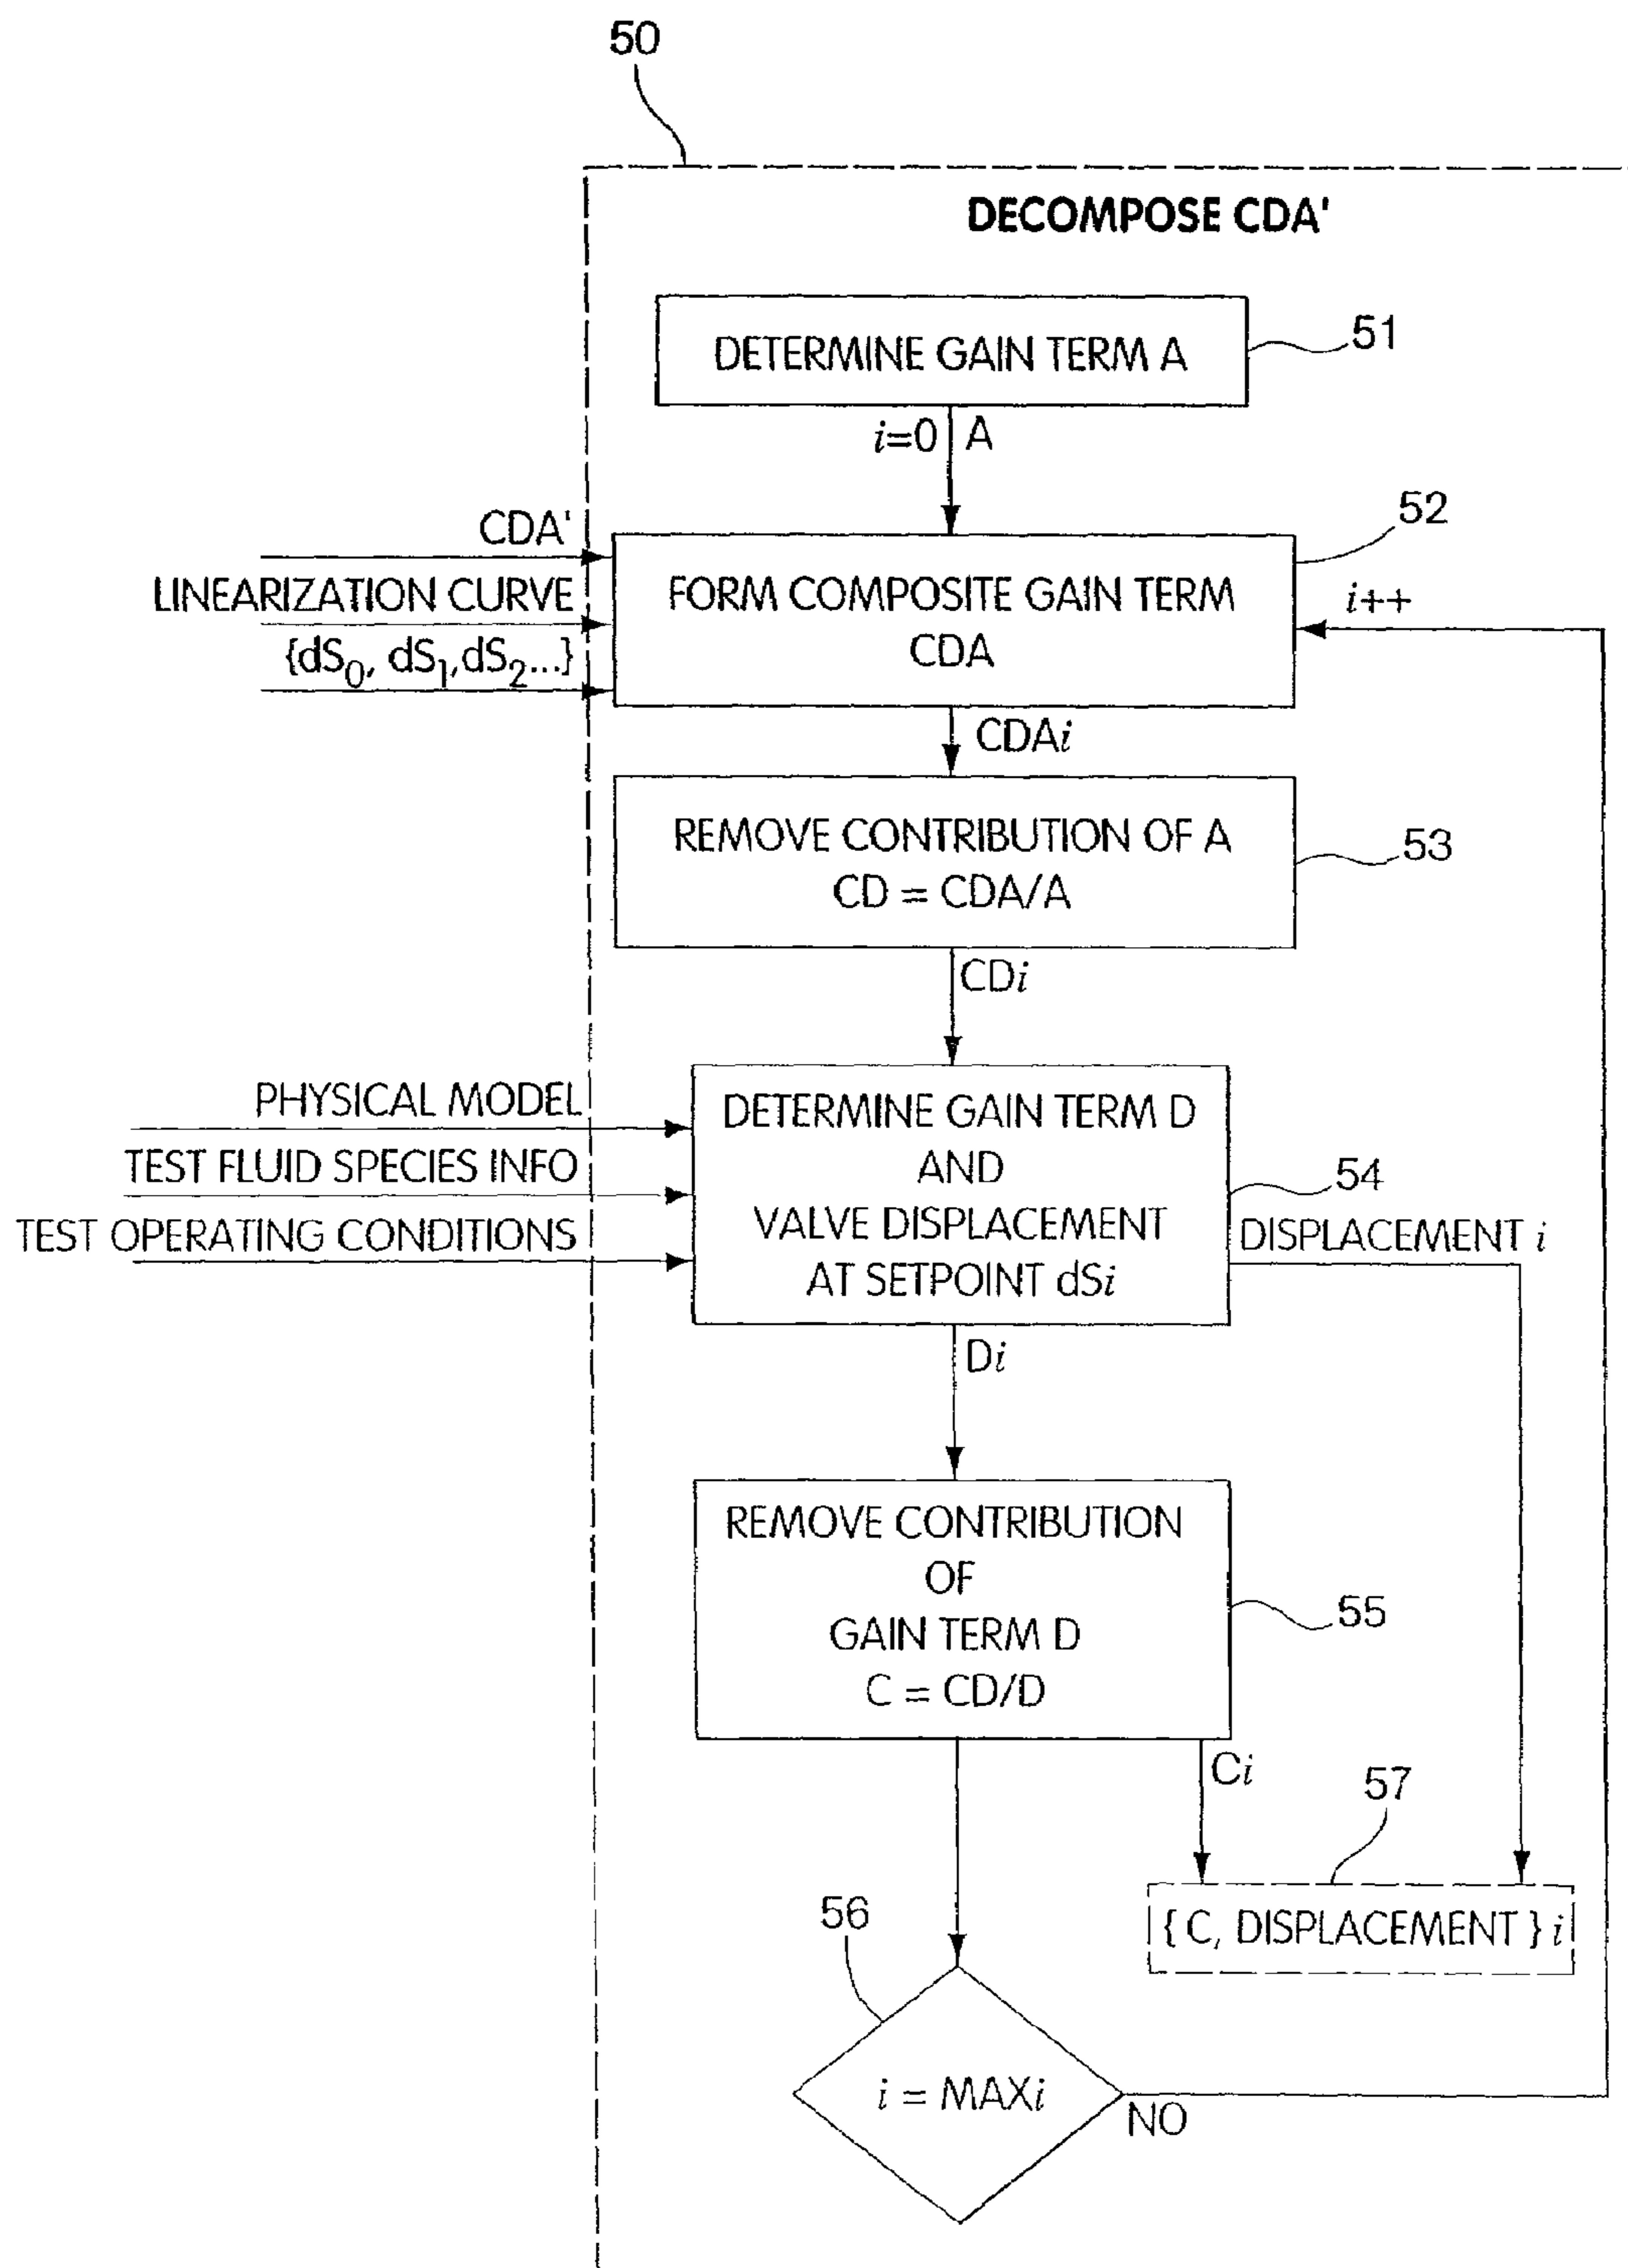 50
DECOMPOSE CDA'
DETERMINE GAIN TERM A
51
i=0 A
CDA'
LINEARIZATION CURVE
{dS0, dS1,dS2...}
52
FORM COMPOSITE GAIN TERM
CDA
i++
CDAi
REMOVE CONTRIBUTION OF A
CD = CDA/A
53
CDi
PHYSICAL MODEL
TEST FLUID SPECIES INFO
TEST OPERATING CONDITIONS
DETERMINE GAIN TERM D
AND
VALVE DISPLACEMENT
AT SETPOINT dSi
54
DISPLACEMENT i
Di
REMOVE CONTRIBUTION
OF
GAIN TERM D
C = CD/D
55
Ci
57
{ C, DISPLACEMENT } i
56
i = MAXi
NO